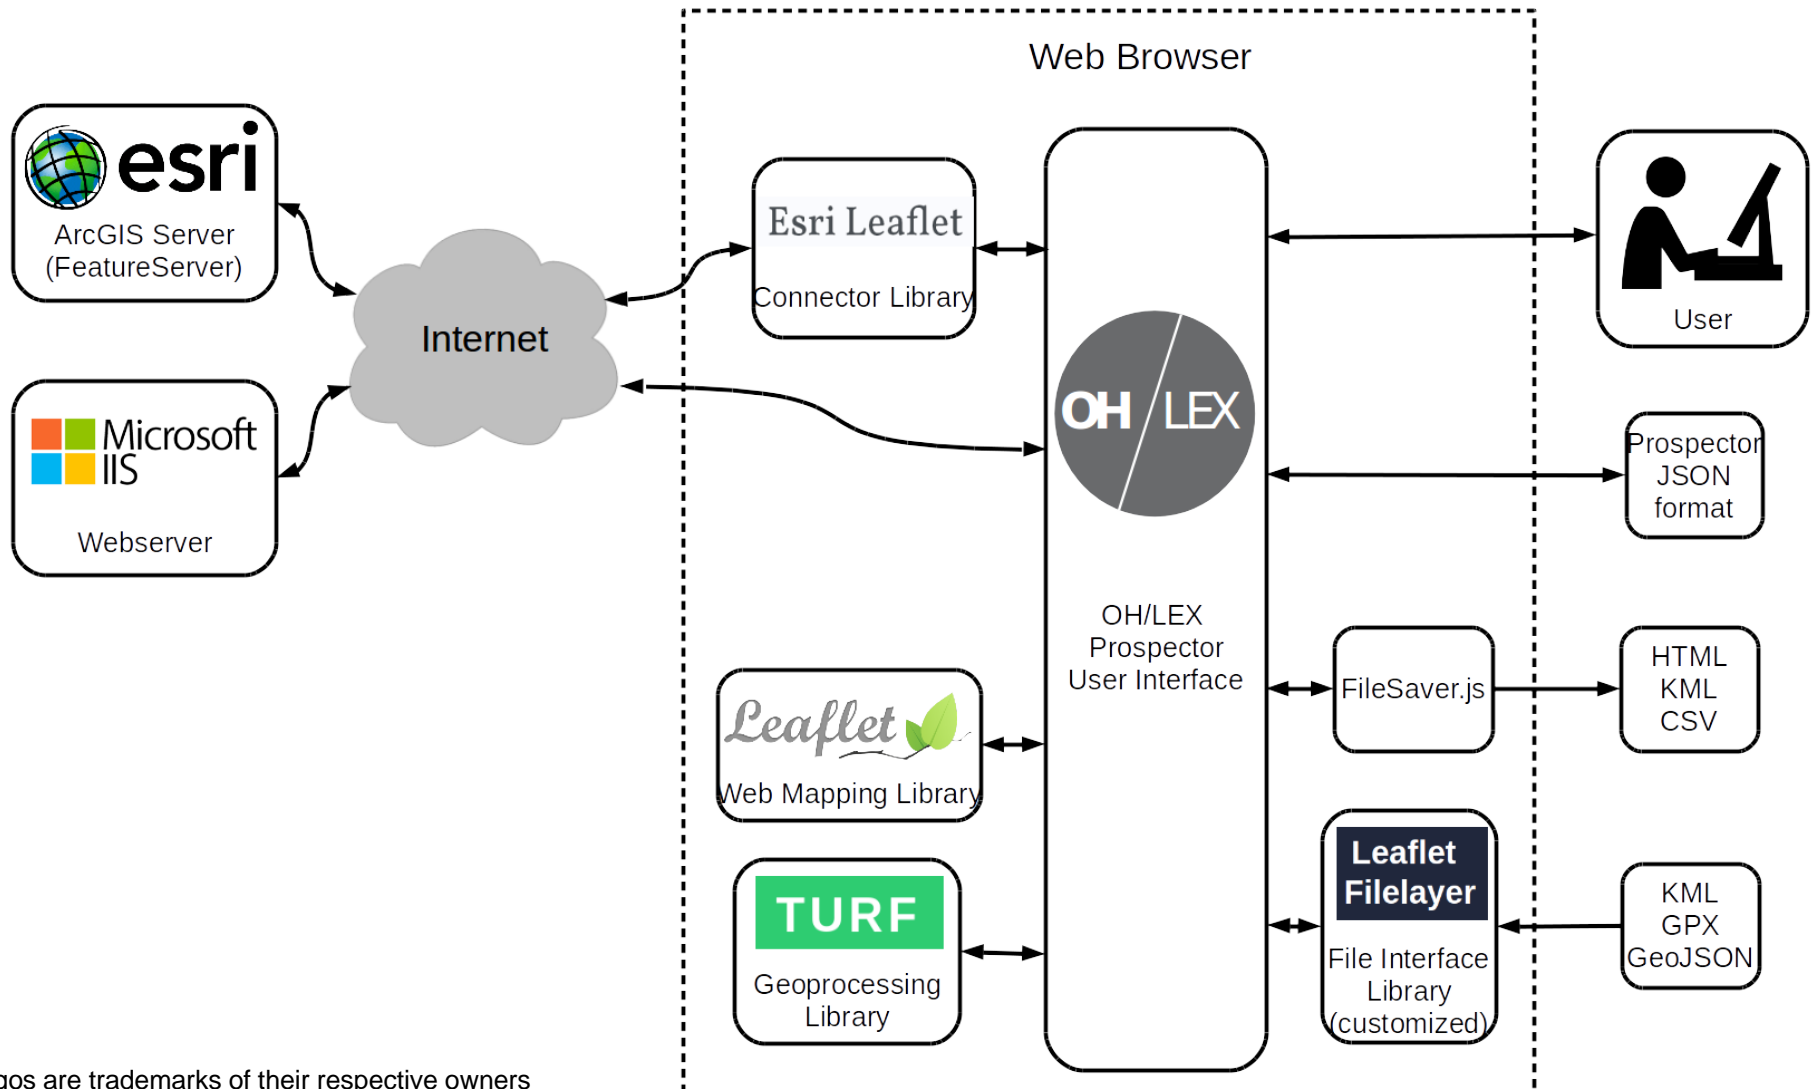 Web Browser
esri
ArcGIS Server
(FeatureServer)
Internet
Microsoft
IIS
Webserver
Esri Leaflet
Connector Library
OH/LEX
OH/LEX
Prospector
User Interface
User
Prospector
JSON
format
FileSaver.js
HTML
KML
CSV
Leaflet
Web Mapping Library
TURF
Geoprocessing
Library
Leaflet
Filelayer
File Interface
Library
(customized)
KML
GPX
GeoJSON
are trademarks of their respective owners